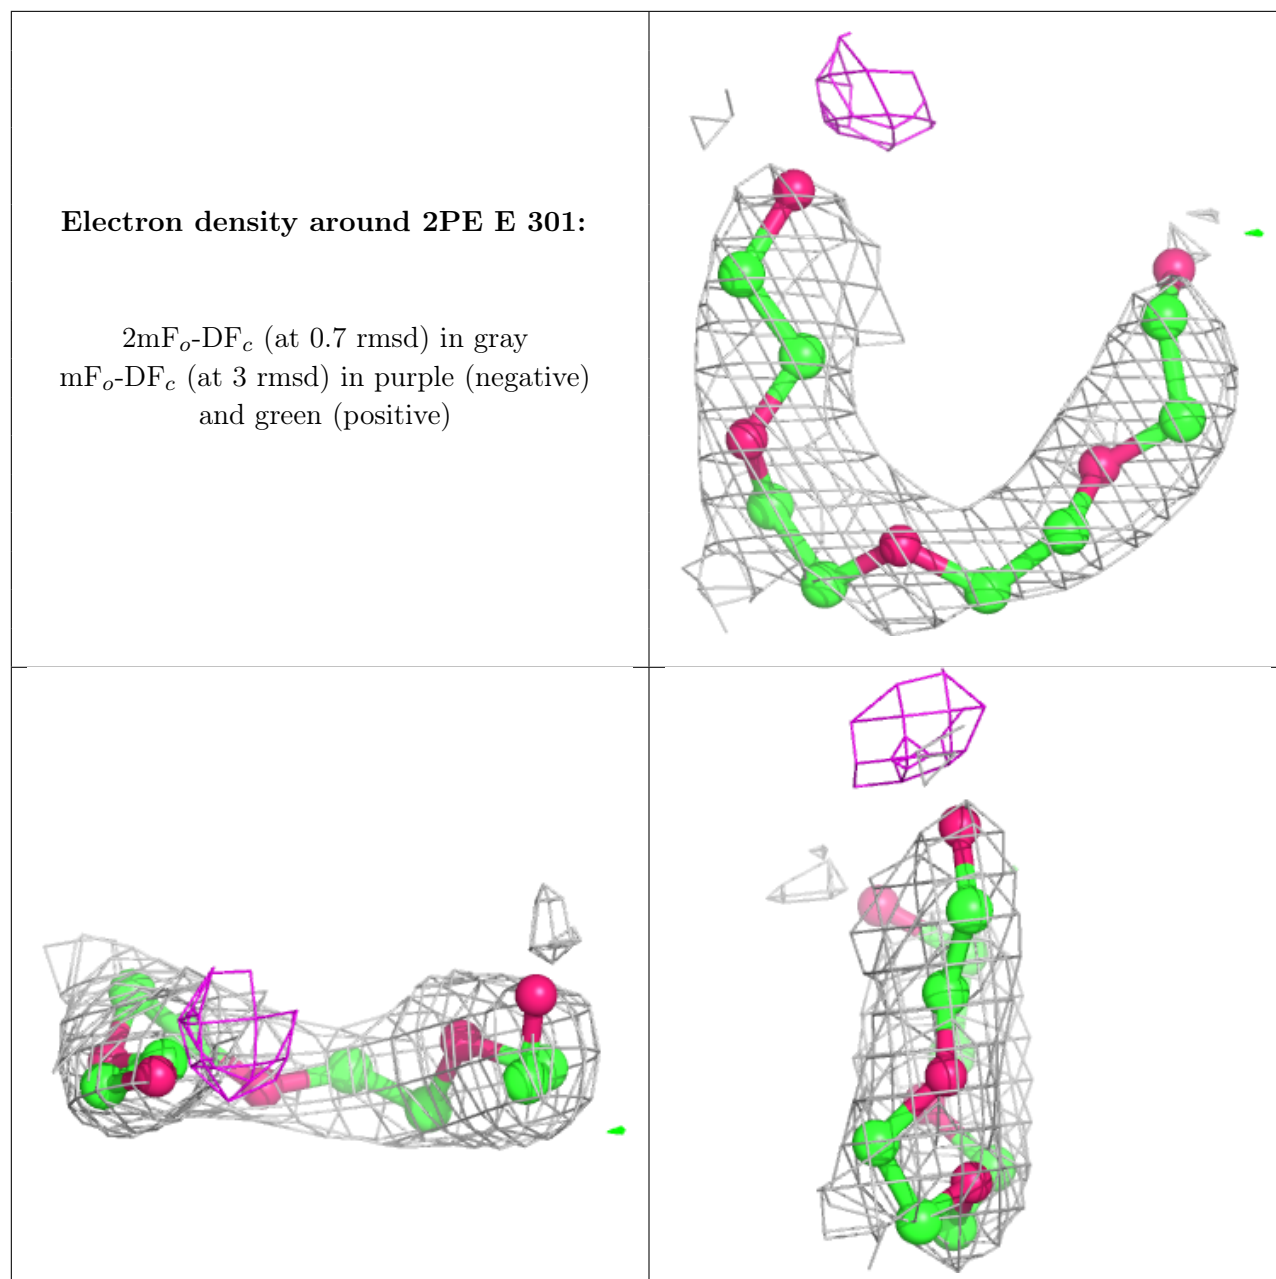 Electron density around 2PE E 301:
2mFo-DFc (at 0.7 rmsd) in gray
mFo-DFc (at 3 rmsd) in purple (negative)
and green (positive)